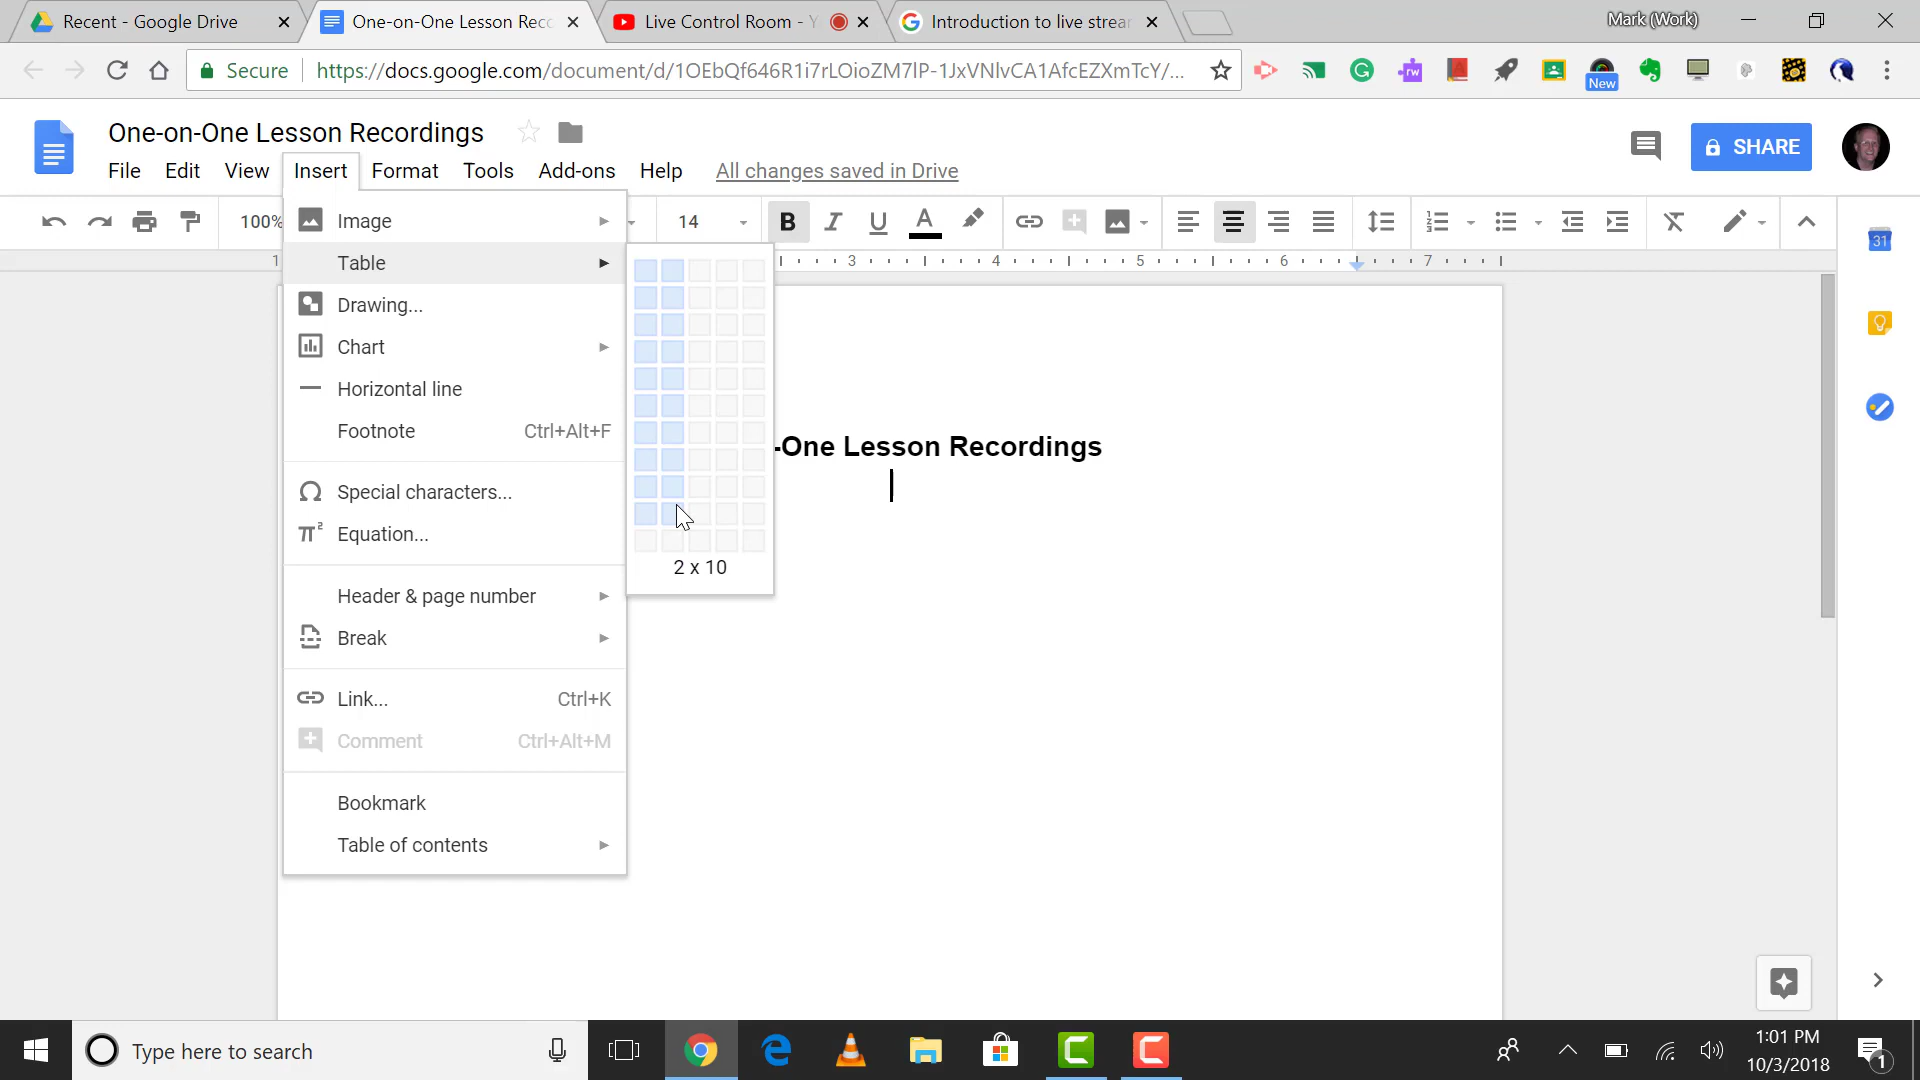 Recent - Google Drive
One-on-One Lesson Rec
Live Control Room - Y
Introduction to live strea
Mark (Work)
Secure
https://docs.google.com/document/d/1OEbQf646R1i7rLOioZM7lP-1JxVNlvCA1AfcEZXmTcY/...
rw
New
One-on-One Lesson Recordings
SHARE
File Edit View Insert Format Tools Add-ons Help All changes saved in Drive
100%
14
B I U A
31
1 3 4 5 6 7
Image
Table
Drawing...
Chart
Horizontal line
Footnote Ctrl+Alt+F
Special characters...
Equation...
Header & page number
Break
Link... Ctrl+K
Comment Ctrl+Alt+M
Bookmark
Table of contents
2 x 10
-One Lesson Recordings
Type here to search
1:01 PM
10/3/2018
1